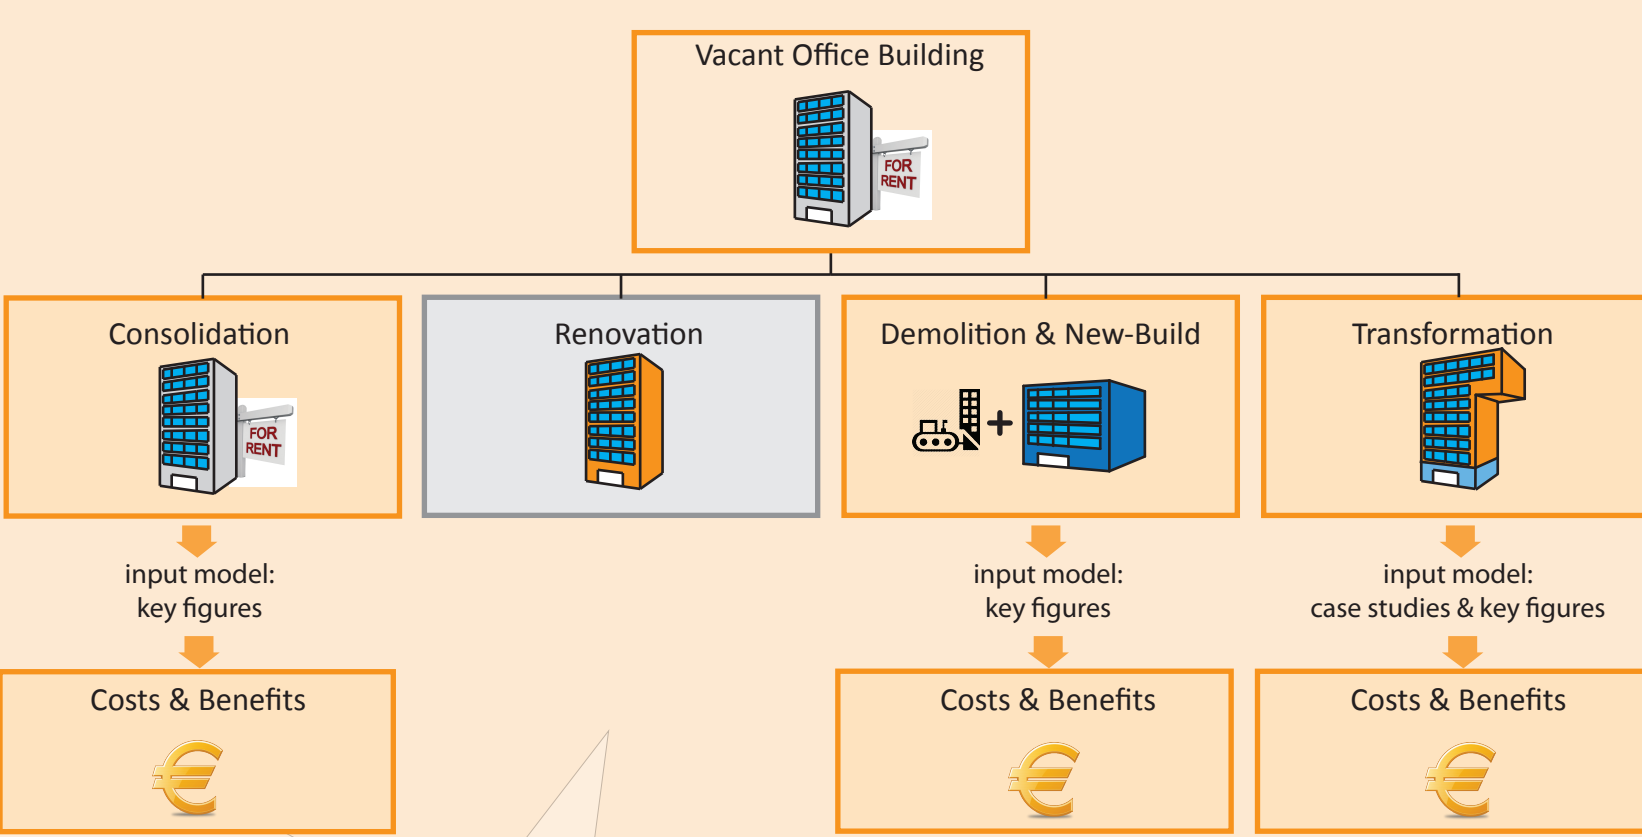 Vacant Office Building
FOR
RENT
Consolidation
FOR
RENT
Renovation
Demolition & New-Build
+
Transformation
input model:
key figures
input model:
key figures
input model:
case studies & key figures
Costs & Benefits
€
Costs & Benefits
€
Costs & Benefits
€